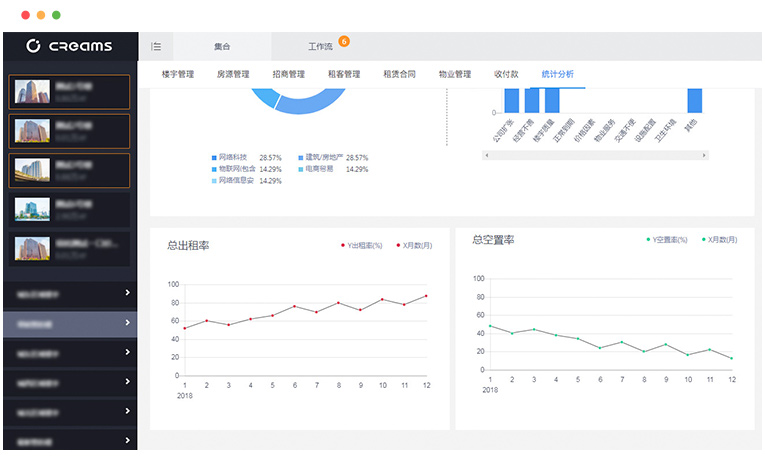 CREAMS
集合
工作流
6
楼宇管理 房源管理 招商管理 租客管理 租赁合同 物业管理 收付款 统计分析
0
公司扩张 经营不善 楼宇质量 正常到期 价格因素 物业服务 交通不便 设施配置 卫生环境 其他
网络科技 28.57% 建筑/房地产 28.57%
物联网(包含 14.29% 电商贸易 14.29%
网络信息安 14.29%
总出租率
Y出租率(%) X月数(月)
100
80
60
40
20
0
1 2 3 4 5 6 7 8 9 10 11 12
2018
总空置率
Y空置率(%) X月数(月)
100
80
60
40
20
0
1 2 3 4 5 6 7 8 9 10 11 12
2018